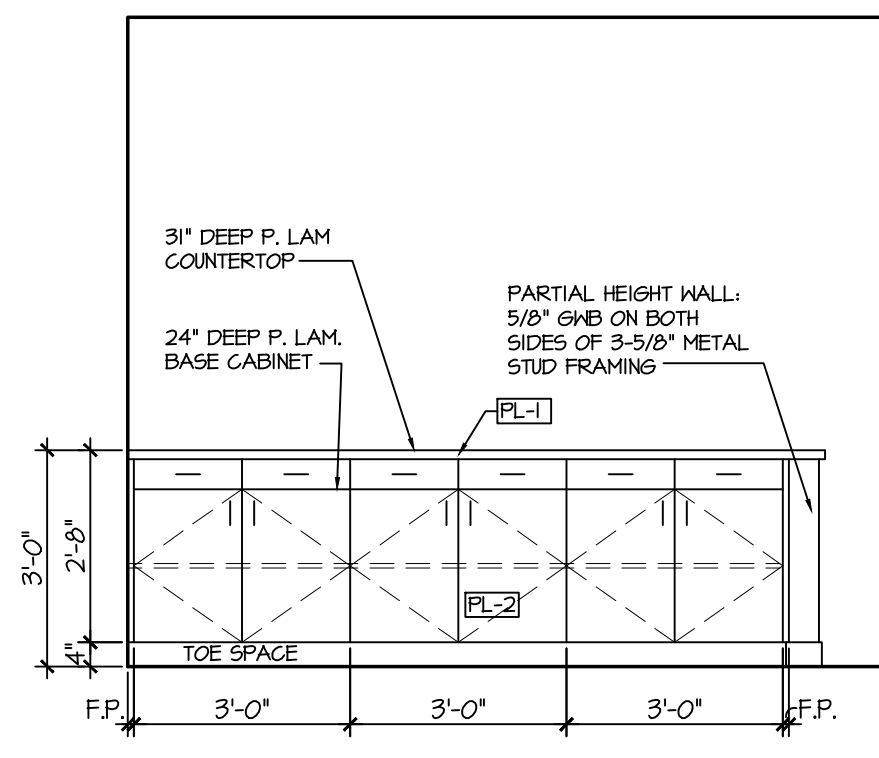 31" DEEP P. LAM
COUNTERTOP
PARTIAL HEIGHT WALL:
5/8" GWB ON BOTH
SIDES OF 3-5/8" METAL
STUD FRAMING
24" DEEP P. LAM.
BASE CABINET
PL-1
3'-0"
2'-8"
4"
PL-2
TOE SPACE
F.P.
3'-0"
3'-0"
3'-0"
F.P.